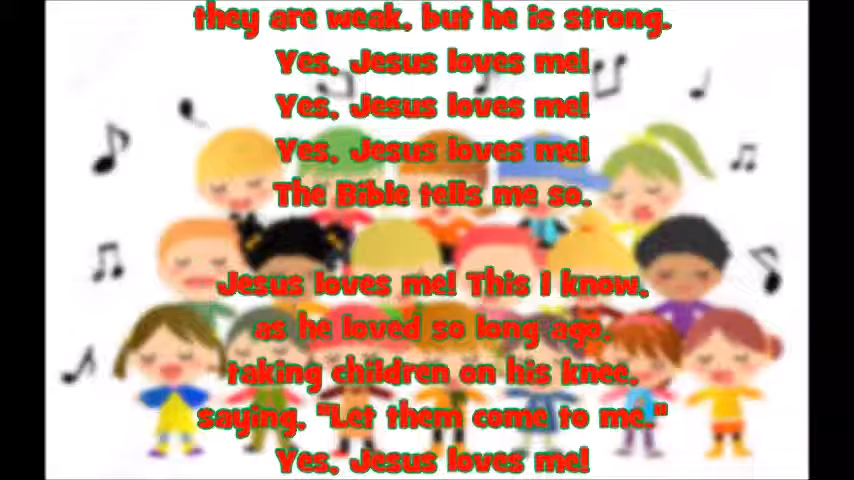 they are weak, but he is strong.
Yes, Jesus loves me!
Yes, Jesus loves me!
Yes, Jesus loves me!
The Bible tells me so.
Jesus loves me! This I know,
as he loved so long ago,
taking children on his knee,
saying, "Let them come to me."
Yes, Jesus loves me!